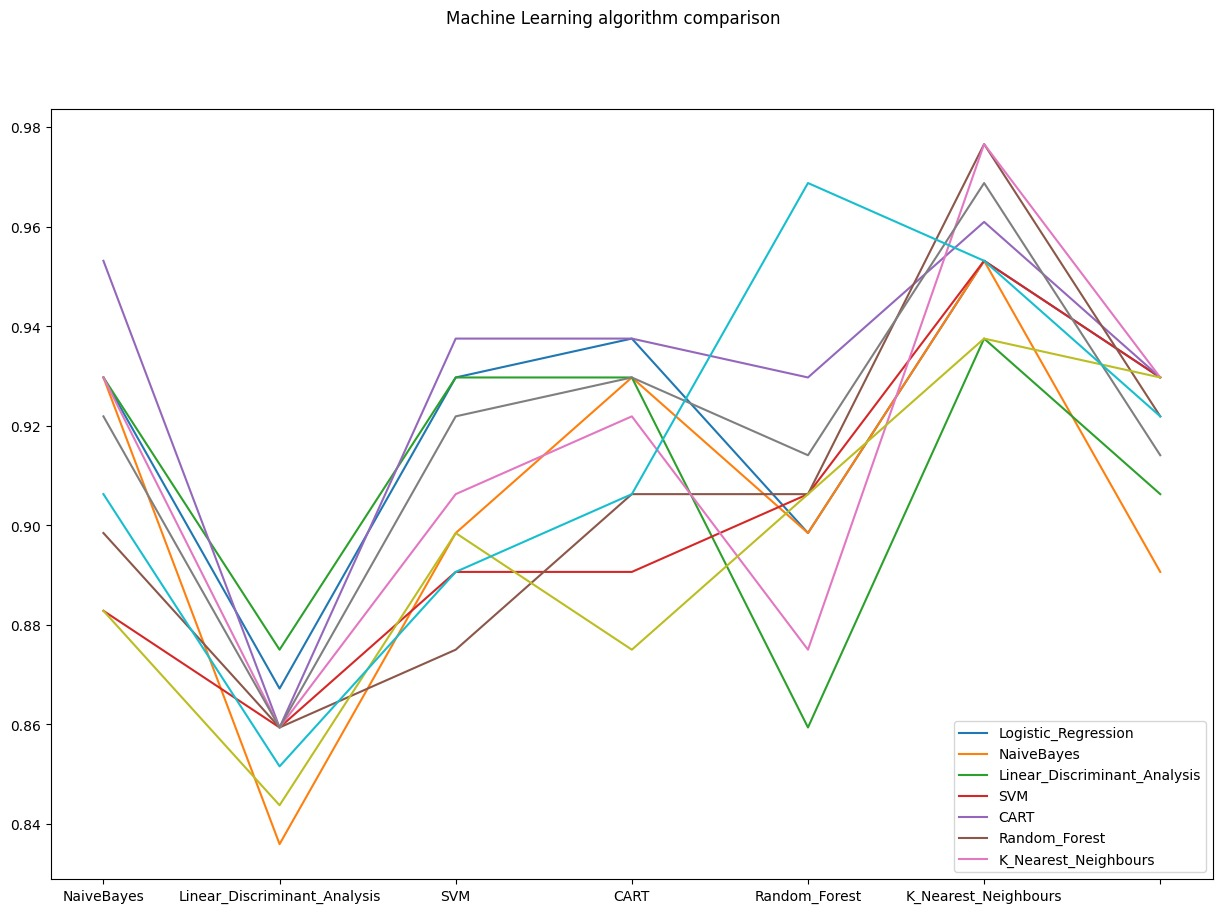 Machine Learning algorithm comparison
0.98
0.96
0.94
0.92
0.90
0.88
0.86
0.84
Logistic_Regression
NaiveBayes
Linear_Discriminant_Analysis
SVM
CART
Random_Forest
K_Nearest_Neighbours
NaiveBayes Linear_Discriminant_Analysis SVM CART Random_Forest K_Nearest_Neighbours